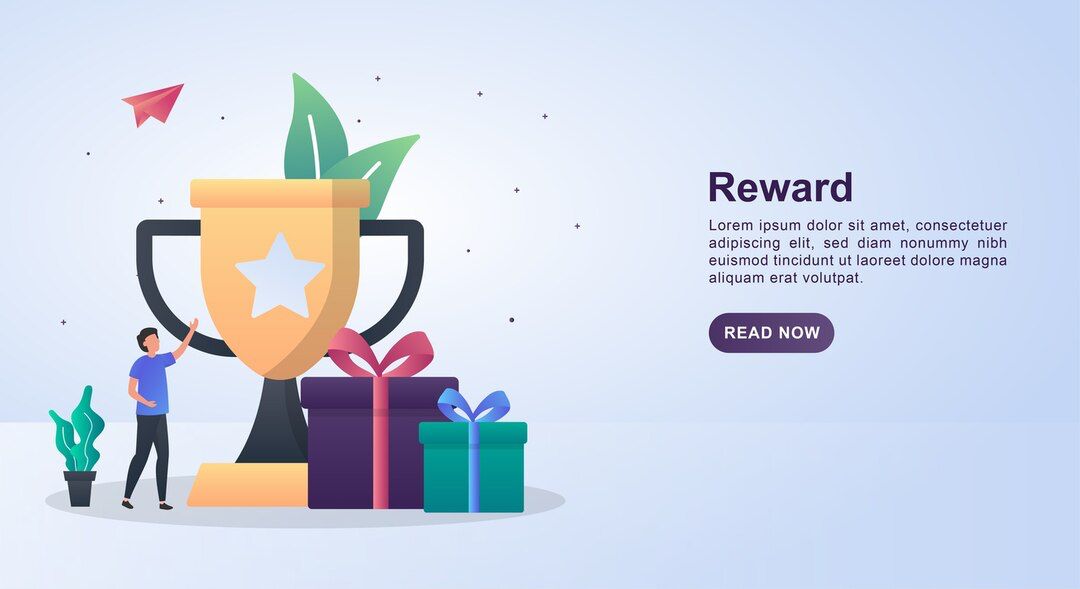 Reward
Lorem ipsum dolor sit amet, consectetuer
adipiscing elit, sed diam nonummy nibh
euismod tincidunt ut laoreet dolore magna
aliquam erat volutpat.
READ NOW